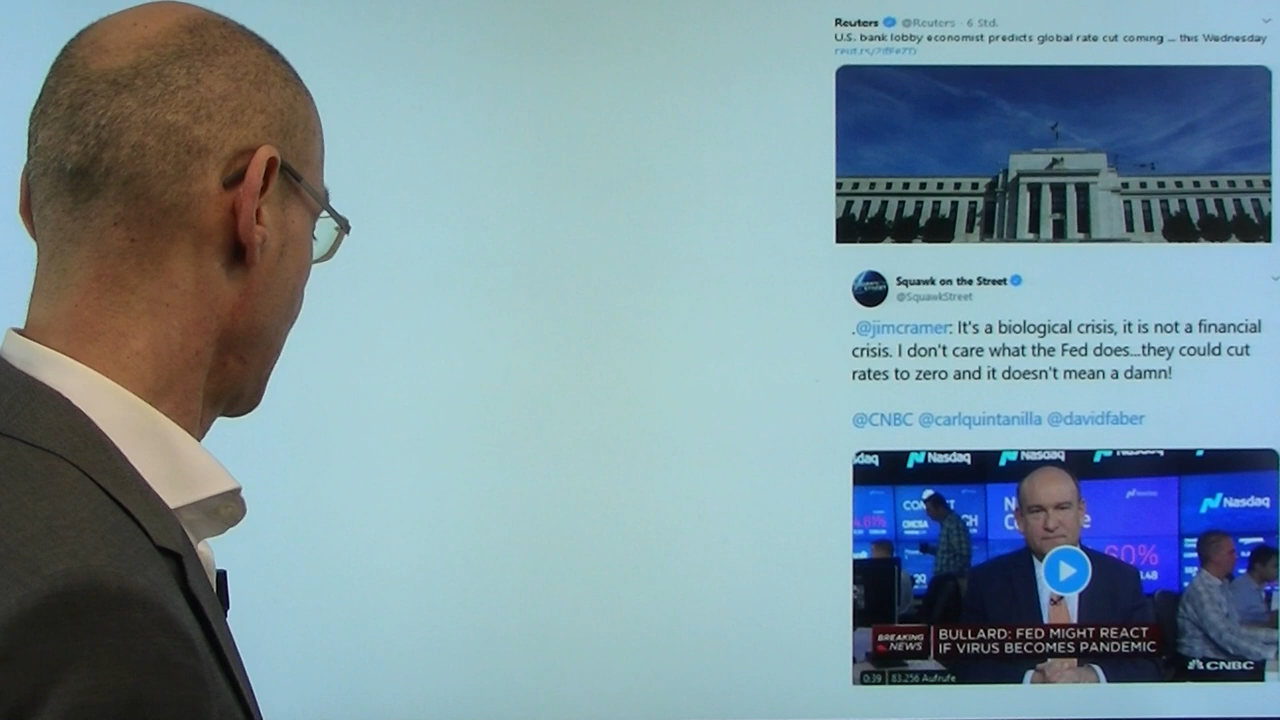 Reuters @Reuters · 6 Std.
U.S. bank lobby economist predicts global rate cut coming ... this Wednesday
Squawk on the Street
@SquawkStreet
.@jimcramer: It's a biological crisis, it is not a financial
crisis. I don't care what the Fed does...they could cut
rates to zero and it doesn't mean a damn!
@CNBC @carlquintanilla @davidfaber
Nasdaq
Nasdaq
Nasdaq
BREAKING NEWS
BULLARD: FED MIGHT REACT
IF VIRUS BECOMES PANDEMIC
CNBC
0:39 83.256 Aufrufe